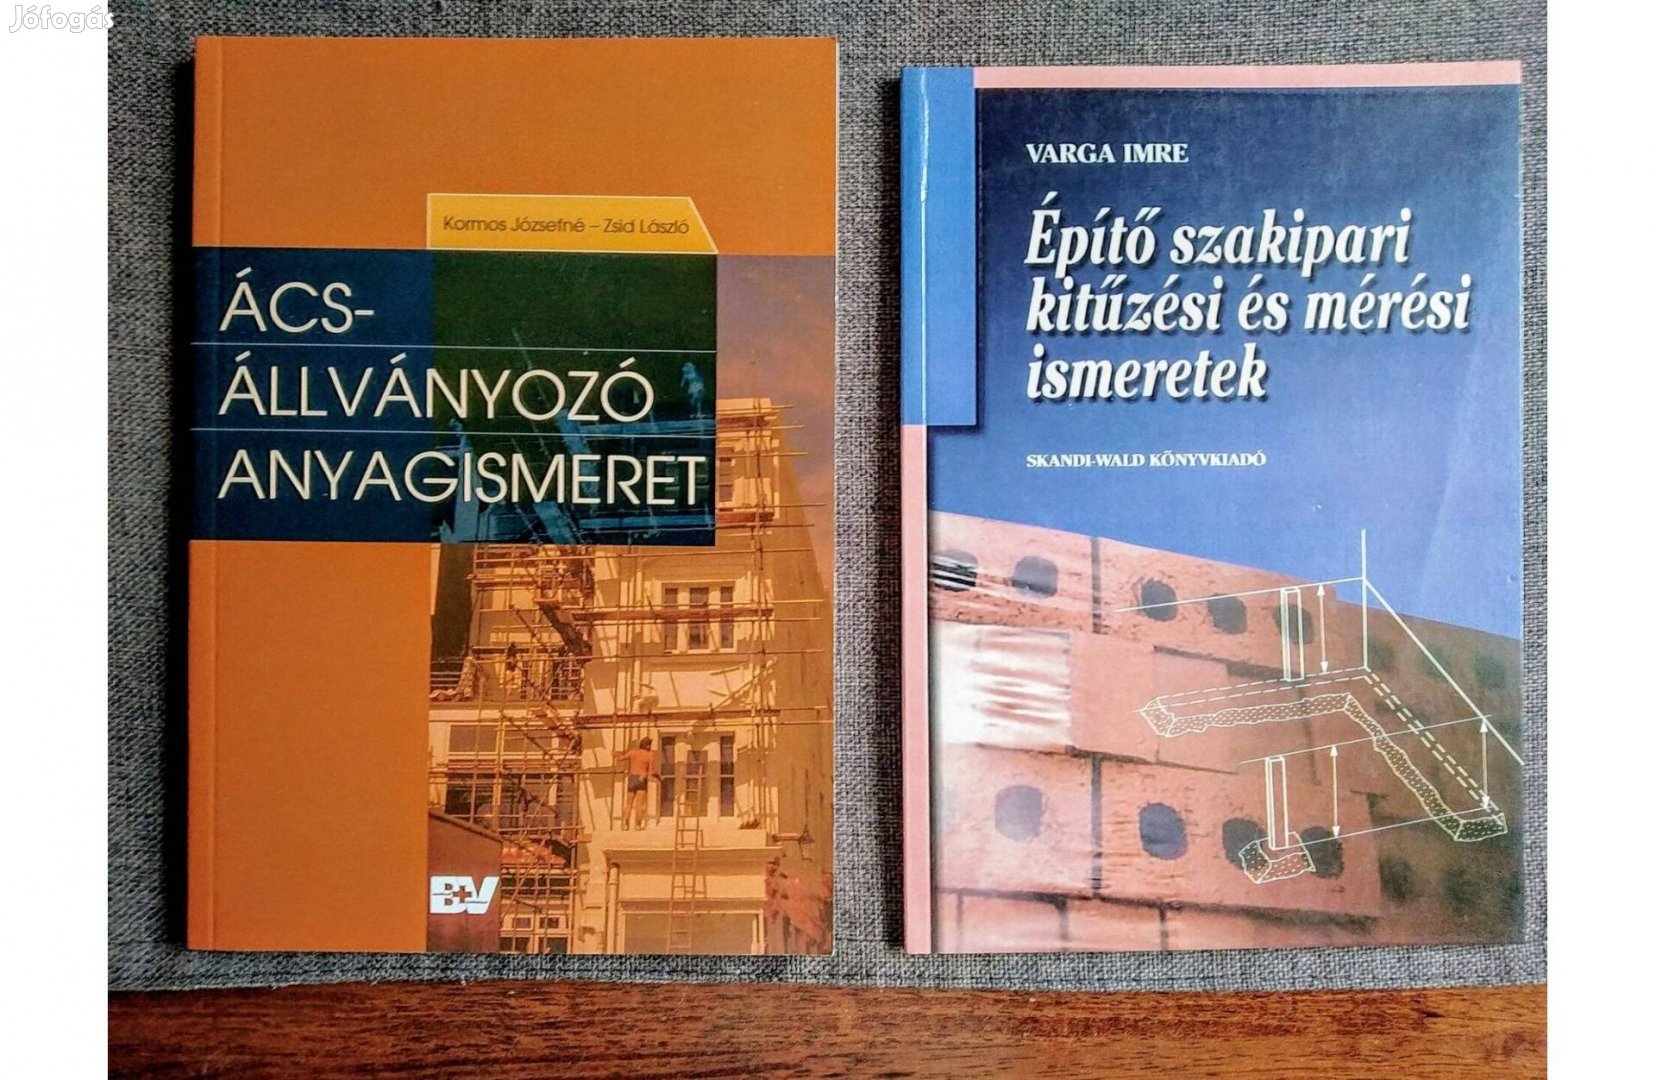 Jófogás
Kormos Józsefné – Zsid László
ÁCS-
ÁLLVÁNYOZÓ
ANYAGISMERET
B+V
VARGA IMRE
Építő szakipari
kitűzési és mérési
ismeretek
SKANDI-WALD KÖNYVKIADÓ